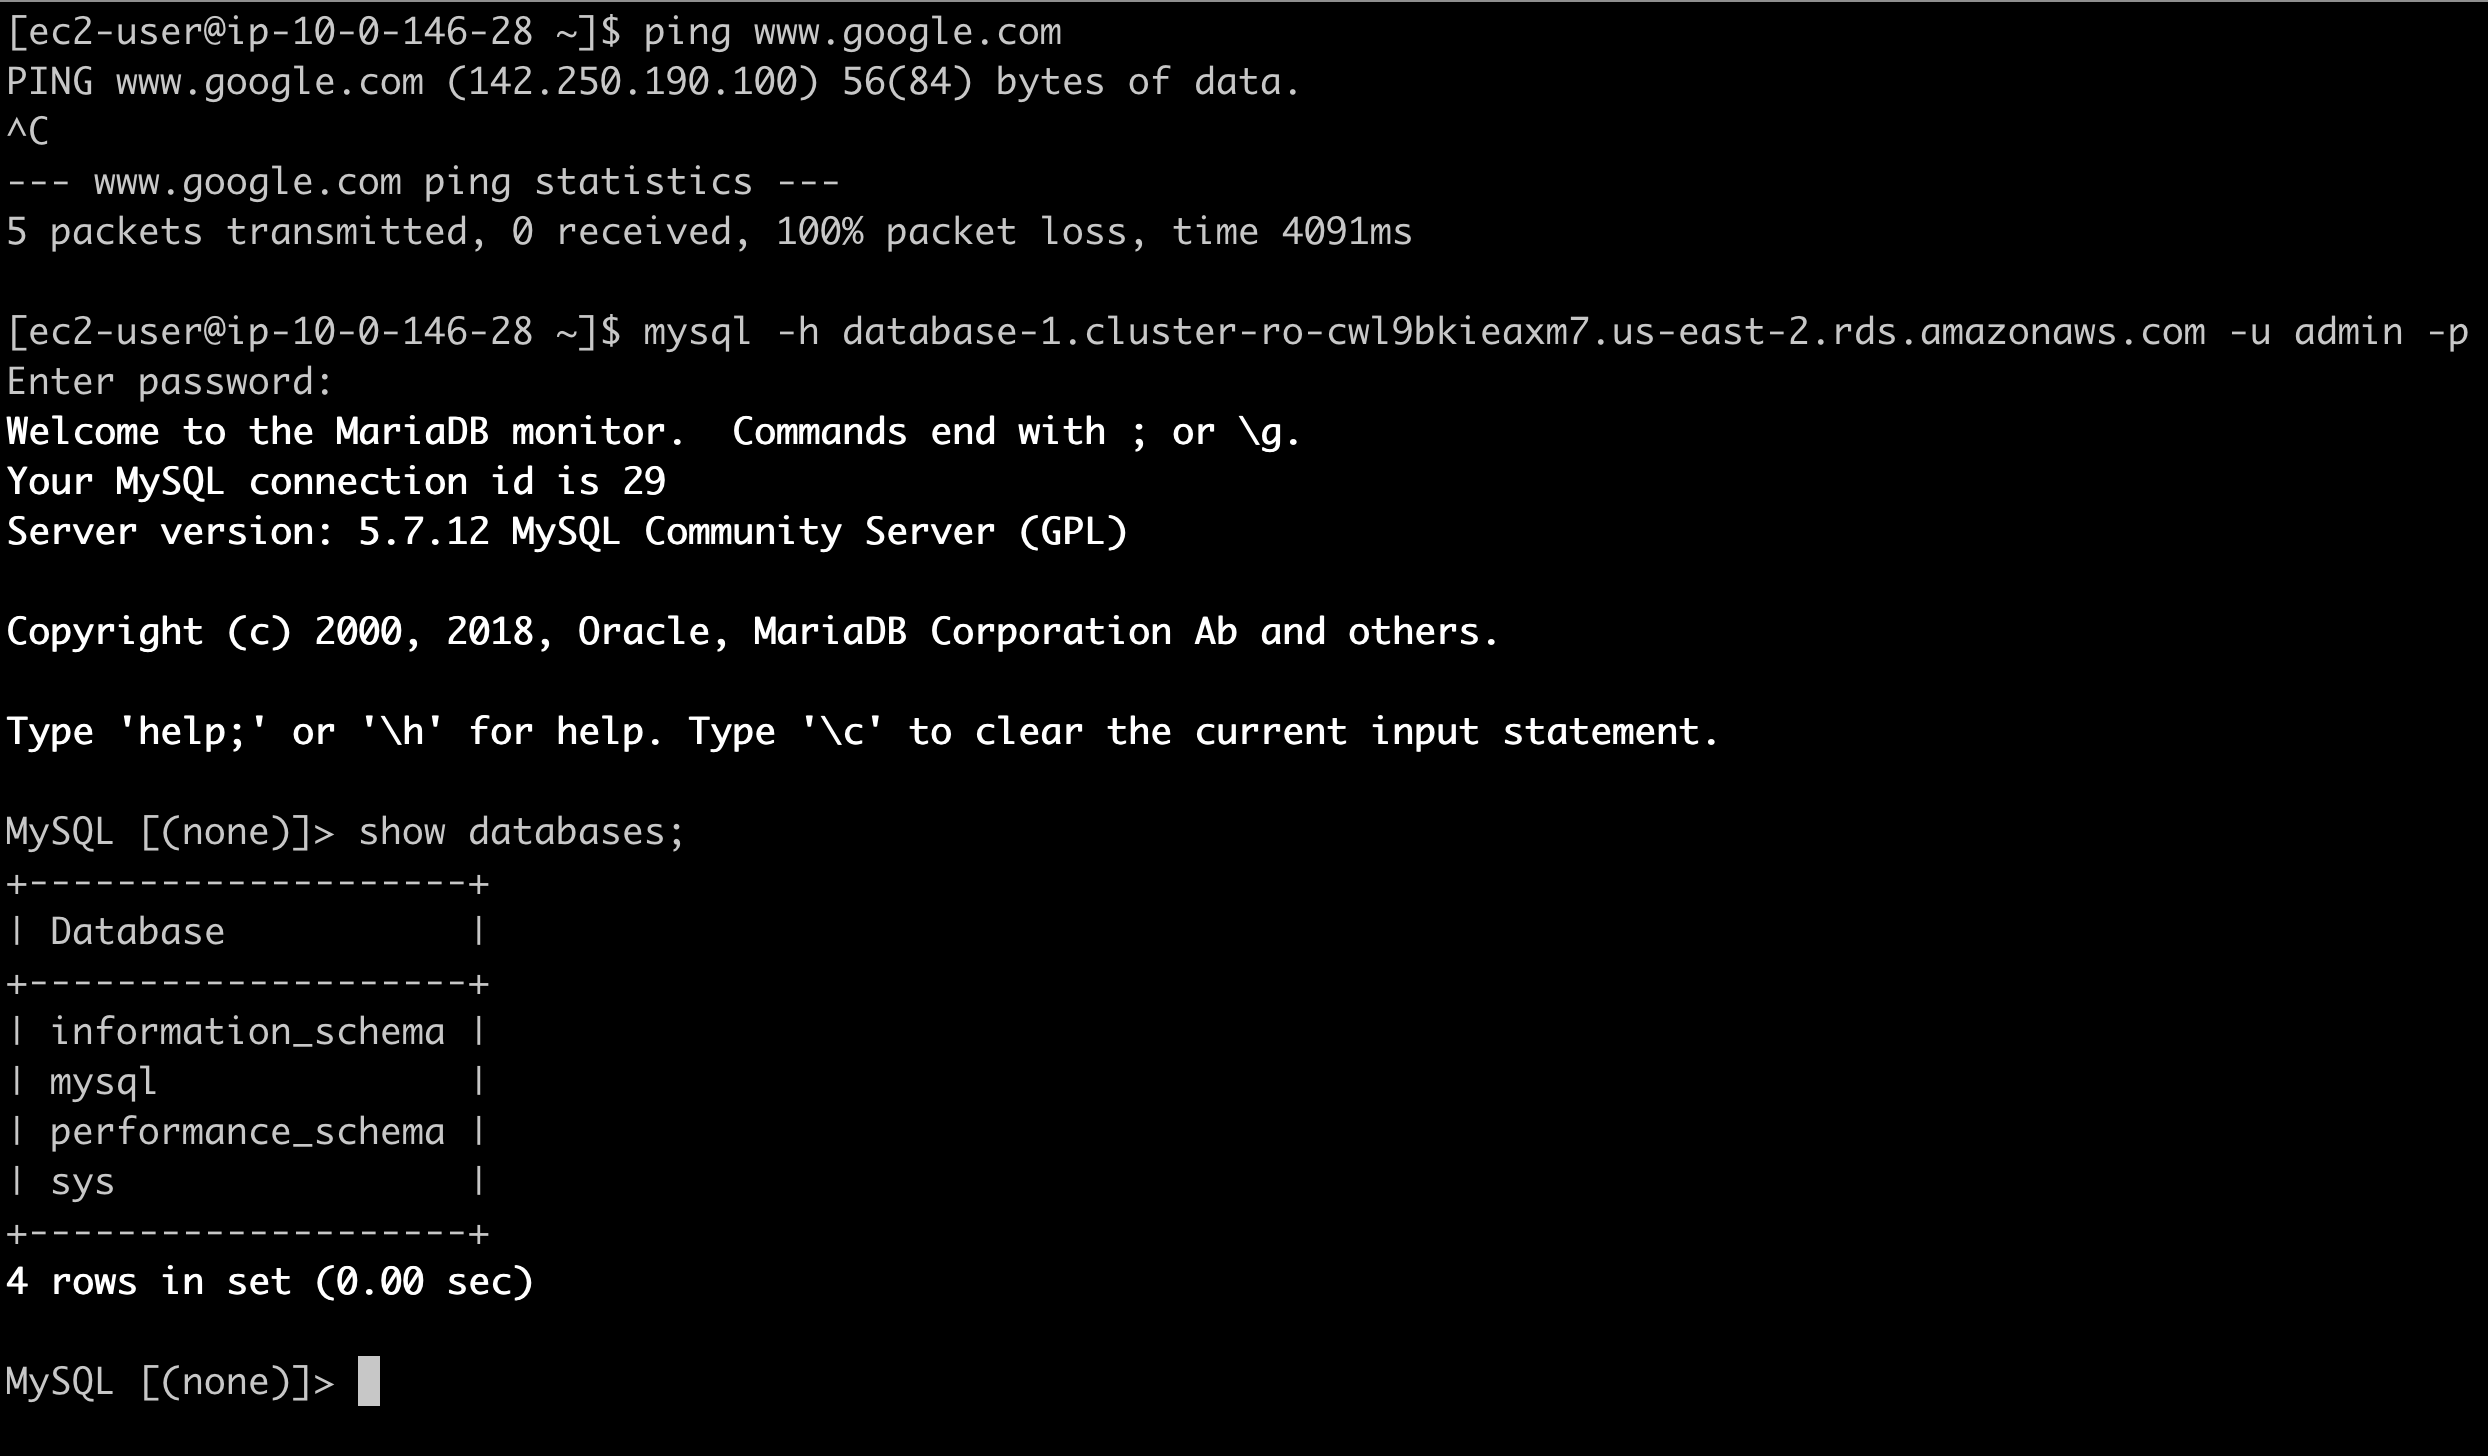 [ec2-user@ip-10-0-146-28 ~]$ ping www.google.com
PING www.google.com (142.250.190.100) 56(84) bytes of data.
^C
--- www.google.com ping statistics ---
5 packets transmitted, 0 received, 100% packet loss, time 4091ms

[ec2-user@ip-10-0-146-28 ~]$ mysql -h database-1.cluster-ro-cwl9bkieaxm7.us-east-2.rds.amazonaws.com -u admin -p
Enter password:
Welcome to the MariaDB monitor.  Commands end with ; or \g.
Your MySQL connection id is 29
Server version: 5.7.12 MySQL Community Server (GPL)

Copyright (c) 2000, 2018, Oracle, MariaDB Corporation Ab and others.

Type 'help;' or '\h' for help. Type '\c' to clear the current input statement.

MySQL [(none)]> show databases;
+--------------------+
| Database           |
+--------------------+
| information_schema |
| mysql              |
| performance_schema |
| sys                |
+--------------------+
4 rows in set (0.00 sec)

MySQL [(none)]>